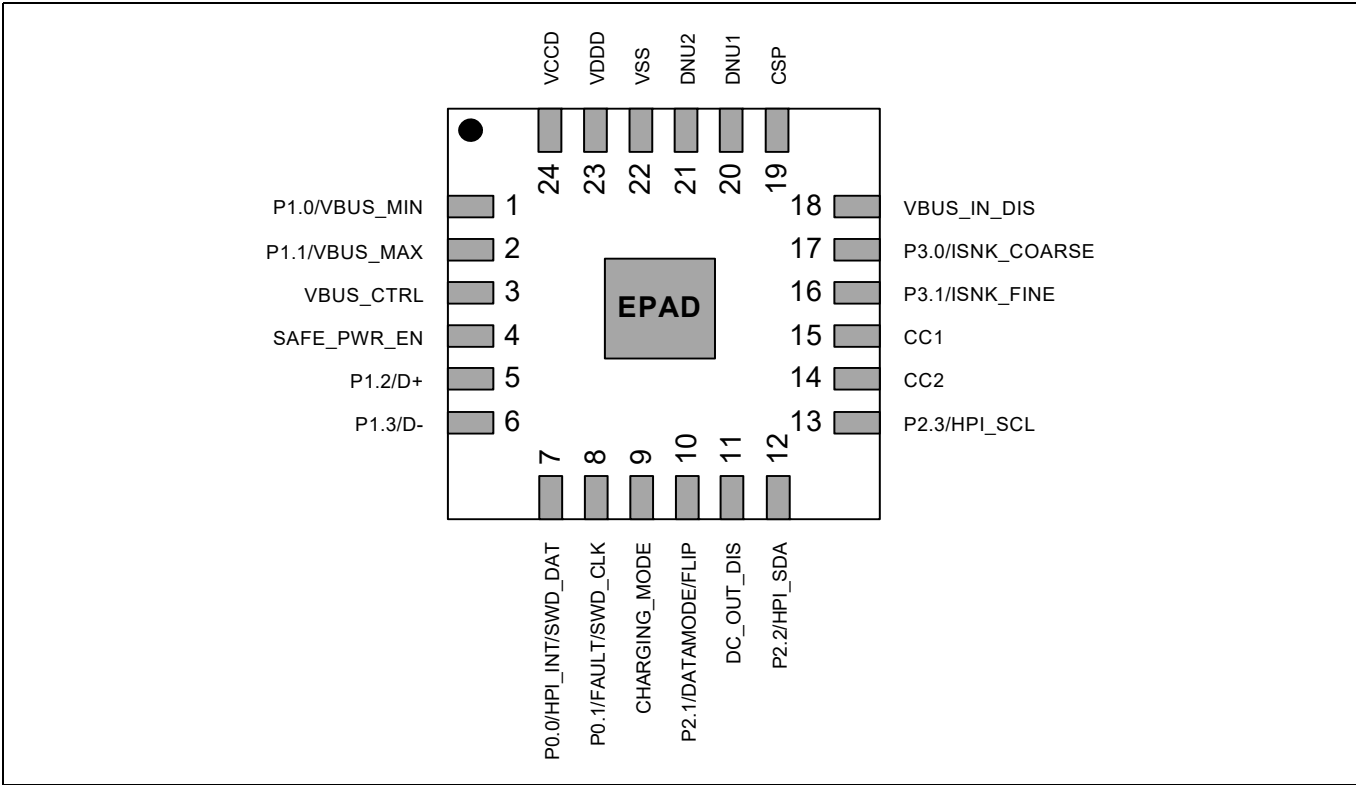 VCCD
VDDD
VSS
DNU2
DNU1
CSP
24
23
22
21
20
19
P1.0/VBUS_MIN 1
P1.1/VBUS_MAX 2
VBUS_CTRL 3
SAFE_PWR_EN 4
P1.2/D+ 5
P1.3/D- 6
EPAD
18 VBUS_IN_DIS
17 P3.0/ISNK_COARSE
16 P3.1/ISNK_FINE
15 CC1
14 CC2
13 P2.3/HPI_SCL
7
8
9
10
11
12
P0.0/HPI_INT/SWD_DAT
P0.1/FAULT/SWD_CLK
CHARGING_MODE
P2.1/DATAMODE/FLIP
DC_OUT_DIS
P2.2/HPI_SDA